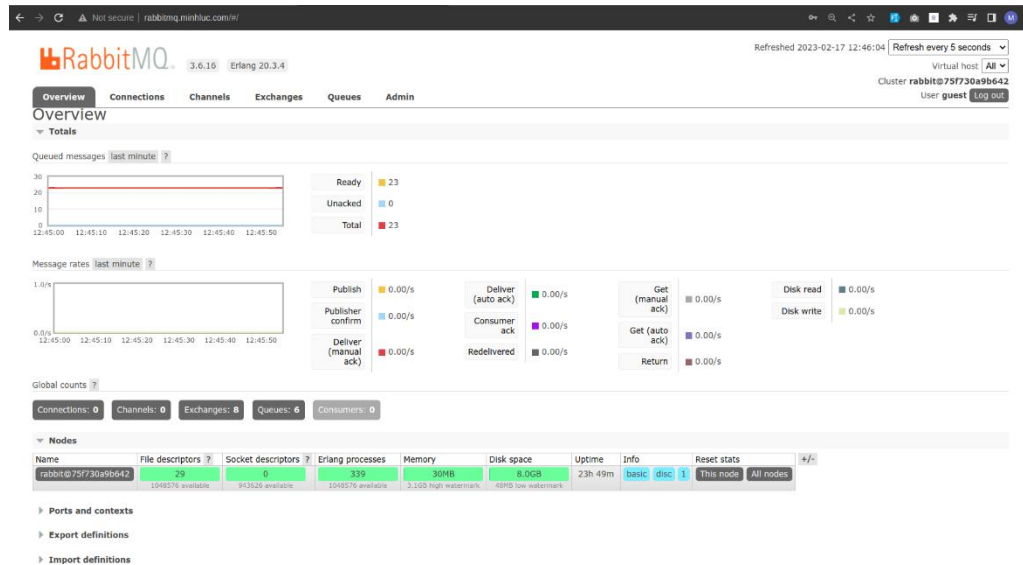 Not secure | rabbitmq.minhluc.com/#/
RabbitMQ 3.6.16 Erlang 20.3.4
Refreshed 2023-02-17 12:46:04 Refresh every 5 seconds
Virtual host All
Cluster rabbit@75f730a9b642
User guest Log out
Overview Connections Channels Exchanges Queues Admin
Overview
Totals
Queued messages last minute ?
30
20
10
0
12:45:00 12:45:10 12:45:20 12:45:30 12:45:40 12:45:50
Ready 23
Unacked 0
Total 23
Message rates last minute ?
1.0/s
0.0/s
12:45:00 12:45:10 12:45:20 12:45:30 12:45:40 12:45:50
Publish 0.00/s
Publisher
confirm 0.00/s
Deliver
(manual
ack) 0.00/s
Deliver
(auto ack) 0.00/s
Consumer
ack 0.00/s
Redelivered 0.00/s
Get
(manual
ack) 0.00/s
Get (auto
ack) 0.00/s
Return 0.00/s
Disk read 0.00/s
Disk write 0.00/s
Global counts ?
Connections: 0 Channels: 0 Exchanges: 8 Queues: 6 Consumers: 0
Nodes
Name File descriptors ? Socket descriptors ? Erlang processes Memory Disk space Uptime Info Reset stats +/-
rabbit@75f730a9b642 29 0 339 30MB 8.0GB 23h 49m basic disc 1 This node All nodes
1048576 available 943626 available 1048576 available 3.1GB high watermark 48MB low watermark
Ports and contexts
Export definitions
Import definitions